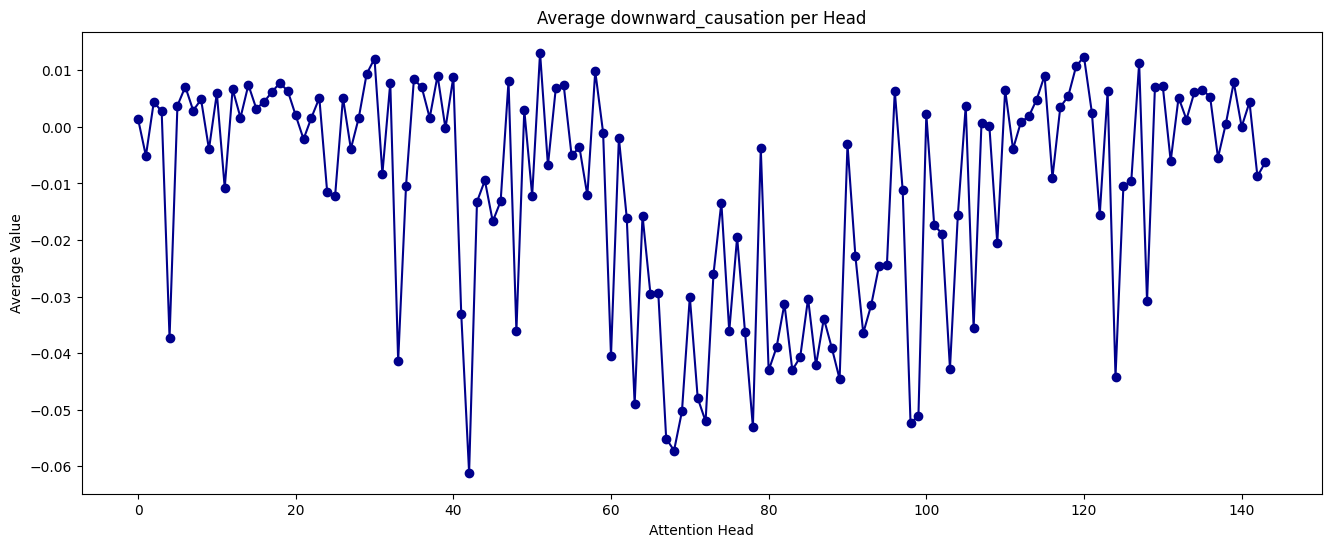 Average downward_causation per Head
Average Value
0.01
0.00
−0.01
−0.02
−0.03
−0.04
−0.05
−0.06
0 20 40 60 80 100 120 140
Attention Head